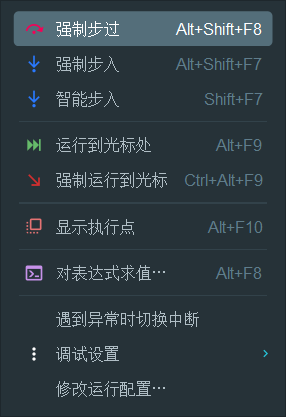 强制步过 Alt+Shift+F8
强制步入 Alt+Shift+F7
智能步入 Shift+F7
运行到光标处 Alt+F9
强制运行到光标 Ctrl+Alt+F9
显示执行点 Alt+F10
对表达式求值… Alt+F8
遇到异常时切换中断
调试设置
修改运行配置…